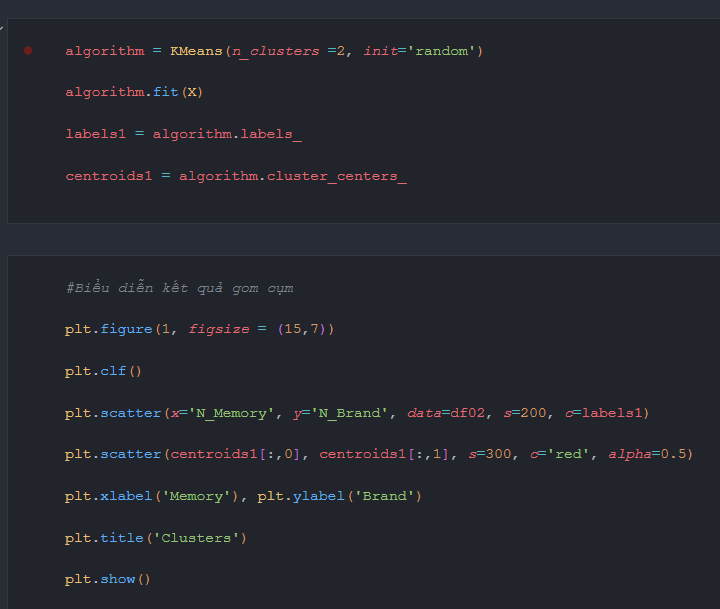 algorithm = KMeans(n_clusters =2, init='random')
algorithm.fit(X)
labels1 = algorithm.labels_
centroids1 = algorithm.cluster_centers_
#Biểu diễn kết quả gom cụm
plt.figure(1, figsize = (15,7))
plt.clf()
plt.scatter(x='N_Memory', y='N_Brand', data=df02, s=200, c=labels1)
plt.scatter(centroids1[:,0], centroids1[:,1], s=300, c='red', alpha=0.5)
plt.xlabel('Memory'), plt.ylabel('Brand')
plt.title('Clusters')
plt.show()